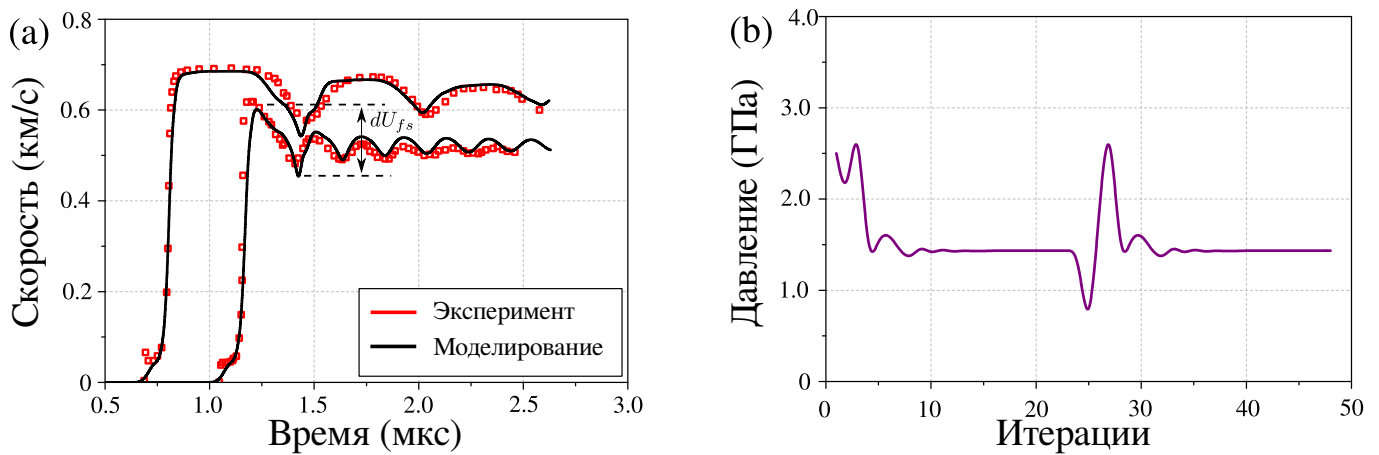 (a)
Скорость (км/с)
0.8
0.6
0.4
0.2
0
0.5
1.0
1.5
2.0
2.5
3.0
Время (мкс)
dU_fs
Эксперимент
Моделирование
(b)
Давление (ГПа)
4.0
3.0
2.0
1.0
0
0
10
20
30
40
50
Итерации